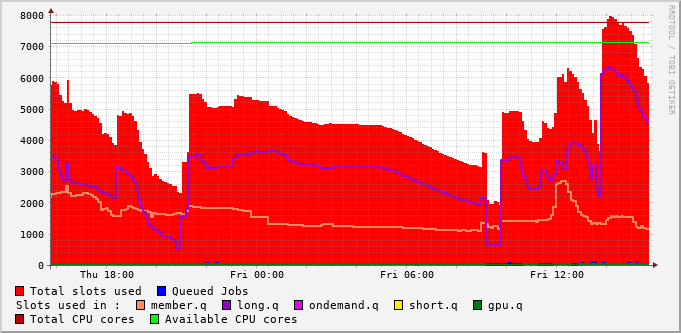 8000
7000
6000
5000
4000
3000
2000
1000
0
Thu 18:00 Fri 00:00 Fri 06:00 Fri 12:00
RRDTOOL / TOBI OETIKER
Total slots used Queued Jobs
Slots used in : member.q long.q ondemand.q short.q gpu.q
Total CPU cores Available CPU cores